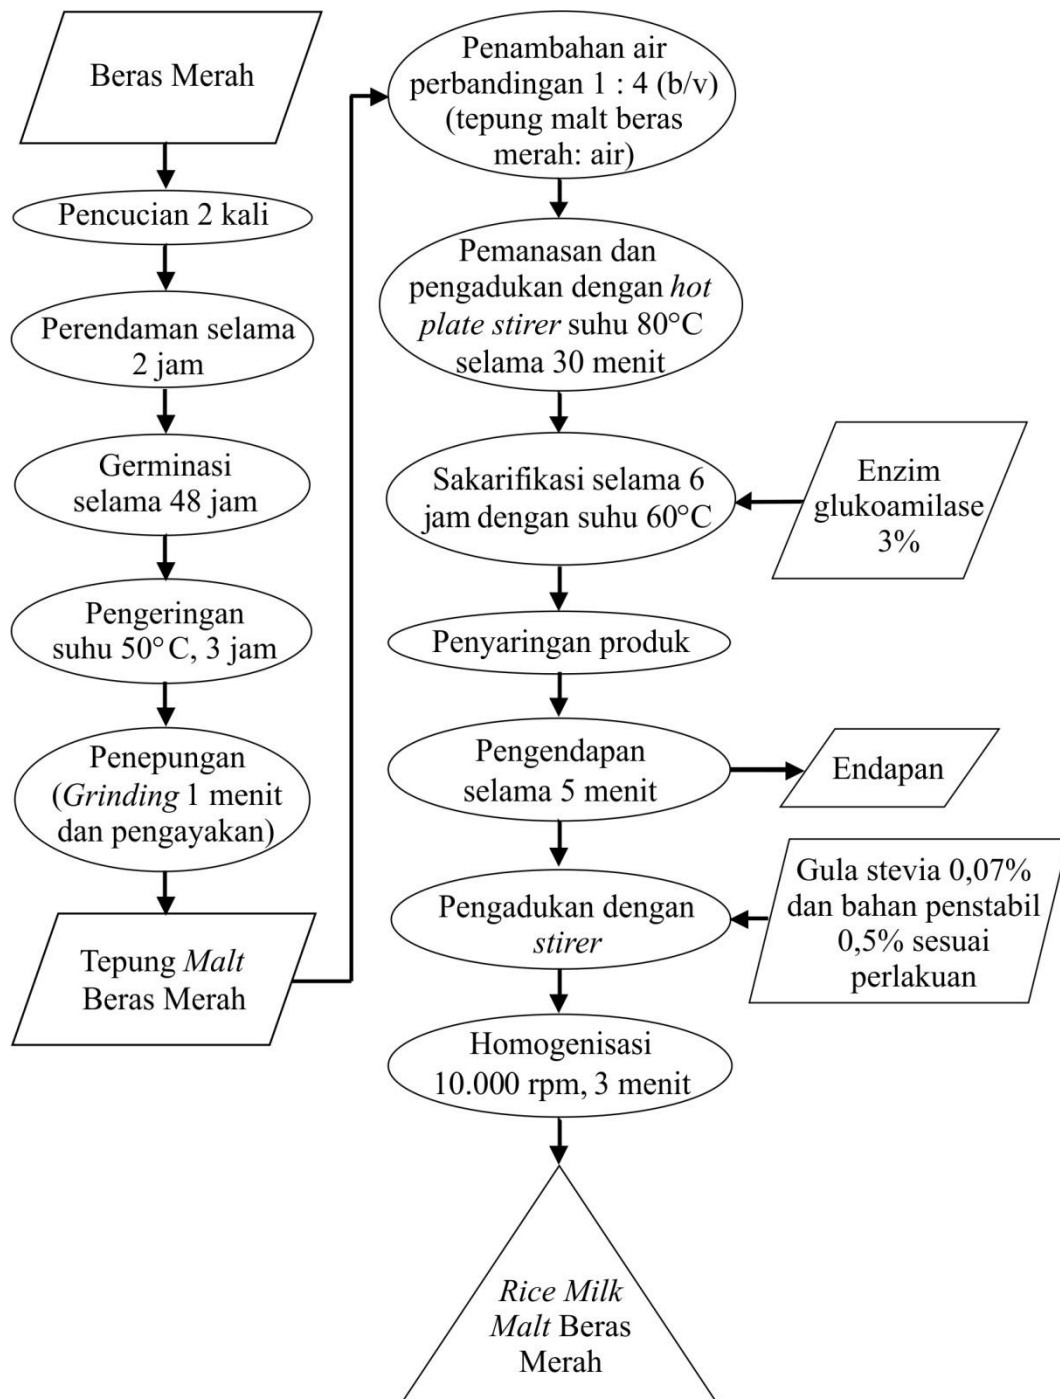 Beras Merah
Pencucian 2 kali
Perendaman selama
2 jam
Germinasi
selama 48 jam
Pengeringan
suhu 50°C, 3 jam
Penepungan
(Grinding 1 menit
dan pengayakan)
Tepung Malt
Beras Merah
Penambahan air
perbandingan 1 : 4 (b/v)
(tepung malt beras
merah: air)
Pemanasan dan
pengadukan dengan hot
plate stirer suhu 80°C
selama 30 menit
Sakarifikasi selama 6
jam dengan suhu 60°C
Enzim
glukoamilase
3%
Penyaringan produk
Pengendapan
selama 5 menit
Endapan
Pengadukan dengan
stirer
Gula stevia 0,07%
dan bahan penstabil
0,5% sesuai
perlakuan
Homogenisasi
10.000 rpm, 3 menit
Rice Milk
Malt Beras
Merah